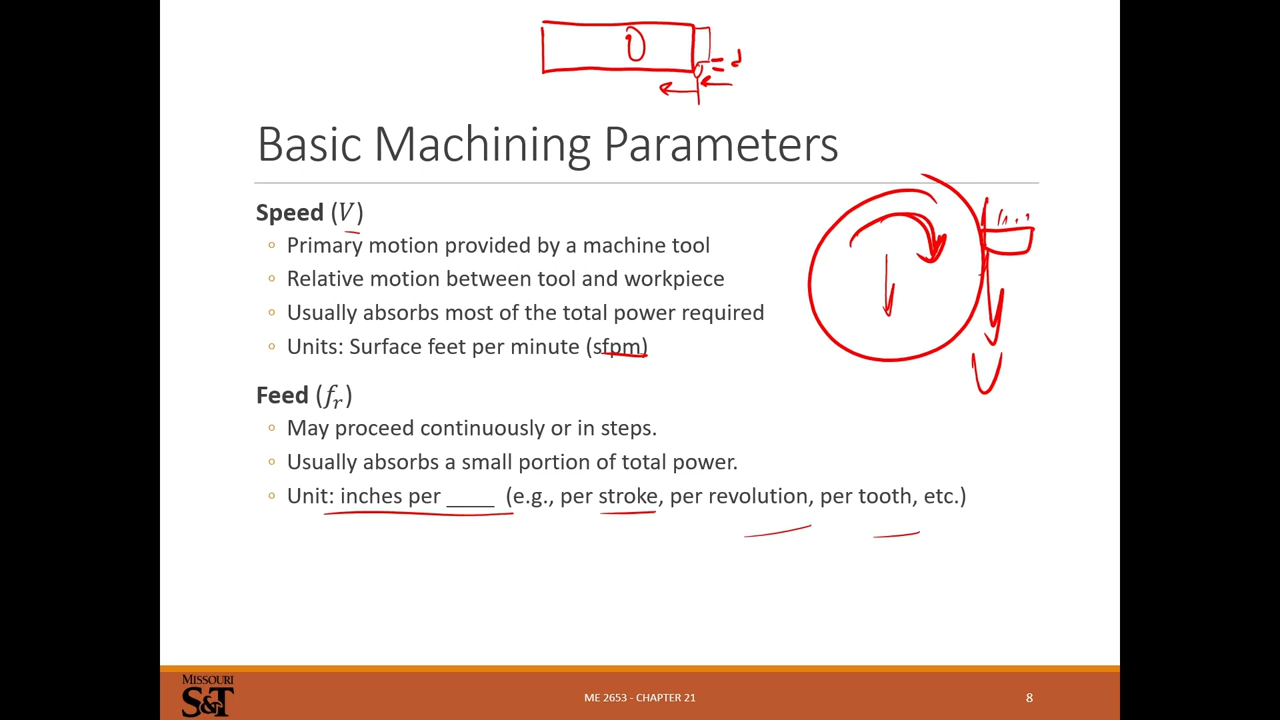 = d
Basic Machining Parameters
Speed (V)
◦ Primary motion provided by a machine tool
◦ Relative motion between tool and workpiece
◦ Usually absorbs most of the total power required
◦ Units: Surface feet per minute (sfpm)
V
Feed (fᵣ)
◦ May proceed continuously or in steps.
◦ Usually absorbs a small portion of total power.
◦ Unit: inches per ____ (e.g., per stroke, per revolution, per tooth, etc.)
MISSOURI
S&T
ME 2653 - CHAPTER 21
8